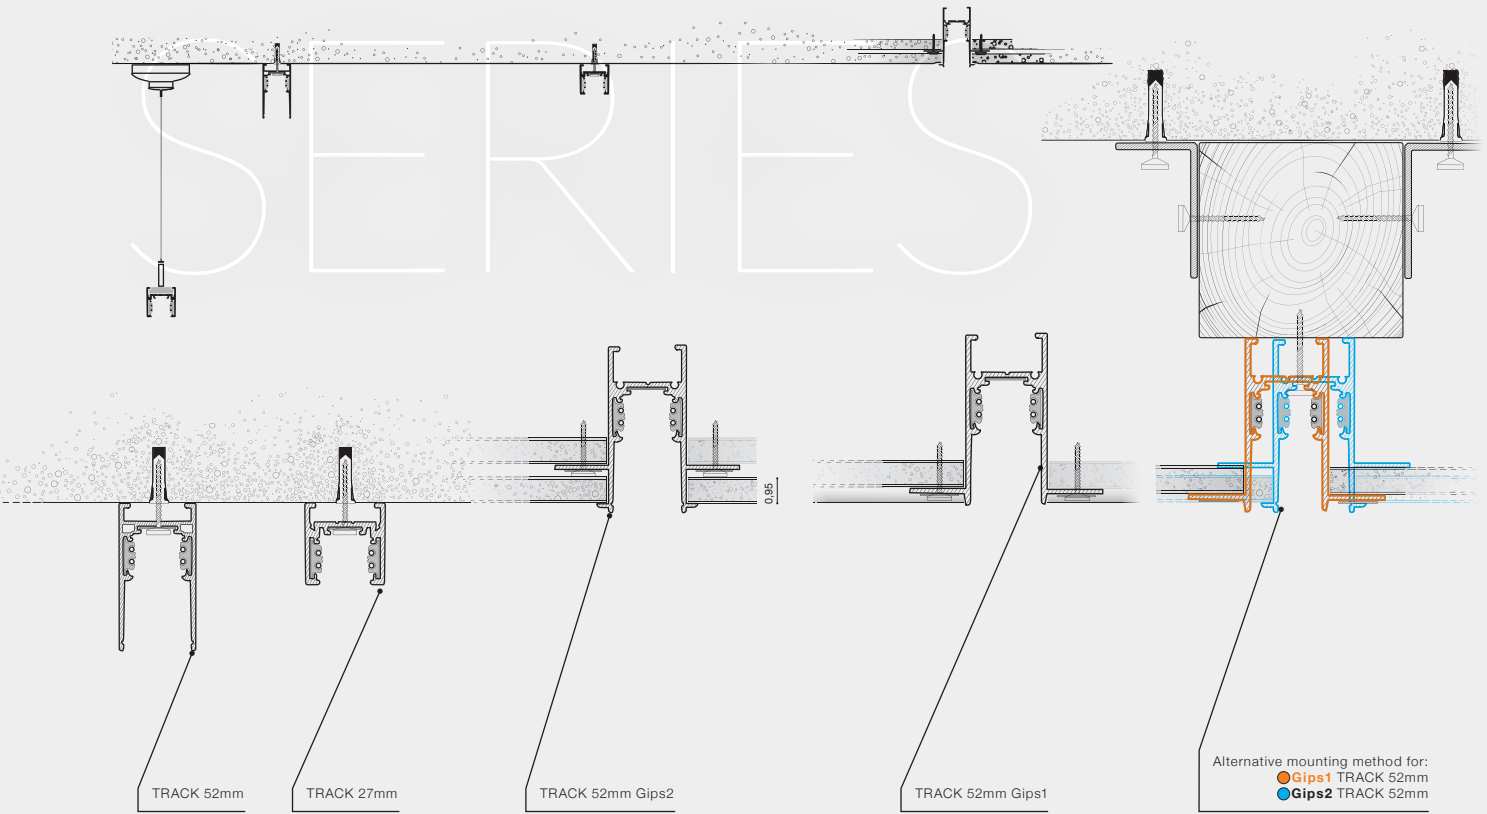 SERIES
0.95
TRACK 52mm
TRACK 27mm
TRACK 52mm Gips2
TRACK 52mm Gips1
Alternative mounting method for:
Gips1 TRACK 52mm
Gips2 TRACK 52mm